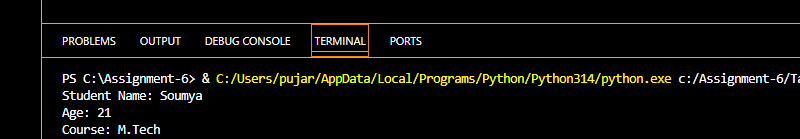 PROBLEMS OUTPUT DEBUG CONSOLE TERMINAL PORTS
PS C:\Assignment-6> & C:/Users/pujar/AppData/Local/Programs/Python/Python314/python.exe c:/Assignment-6/Ta
Student Name: Soumya
Age: 21
Course: M.Tech